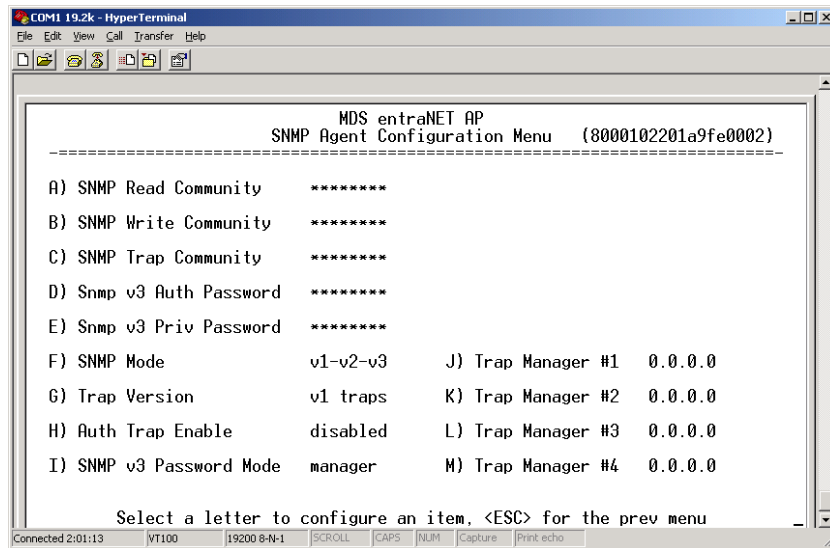 COM1 19.2k - HyperTerminal
File Edit View Call Transfer Help
MDS entraNET AP
SNMP Agent Configuration Menu (8000102201a9fe0002)
-==========================================================================-
A) SNMP Read Community ********
B) SNMP Write Community ********
C) SNMP Trap Community ********
D) Snmp v3 Auth Password ********
E) Snmp v3 Priv Password ********
F) SNMP Mode v1-v2-v3 J) Trap Manager #1 0.0.0.0
G) Trap Version v1 traps K) Trap Manager #2 0.0.0.0
H) Auth Trap Enable disabled L) Trap Manager #3 0.0.0.0
I) SNMP v3 Password Mode manager M) Trap Manager #4 0.0.0.0
Select a letter to configure an item, <ESC> for the prev menu _
Connected 2:01:13 VT100 19200 8-N-1 SCROLL CAPS NUM Capture Print echo